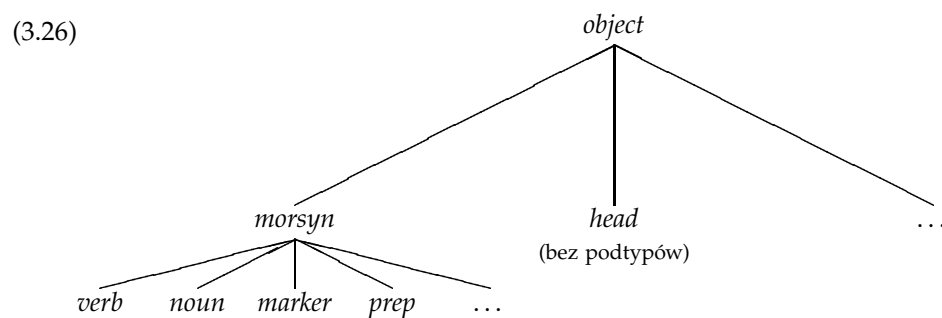 (3.26) object
morsyn head ...
(bez podtypów)
verb noun marker prep ...